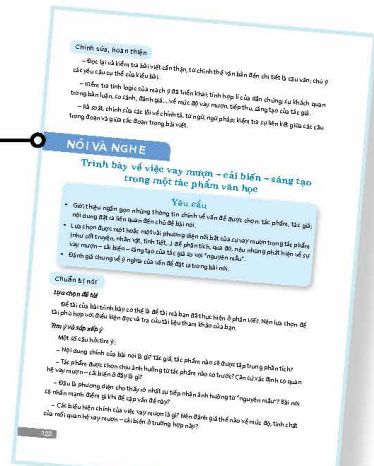 Chỉnh sửa, hoàn thiện
– Đọc lại và kiểm tra bài viết cẩn thận, từ chỉnh thể văn bản đến chi tiết là câu văn; chú ý
các yêu cầu cụ thể của kiểu bài.
– Kiểm tra tính logic của mạch ý đã triển khai; tính hợp lí của dẫn chứng; sự khách quan
trong bàn luận, so sánh, đánh giá,... về mức độ vay mượn, tiếp thu, sáng tạo của tác giả.
– Rà soát, chỉnh sửa các lỗi về chính tả, từ ngữ, ngữ pháp; kiểm tra sự liên kết giữa các câu
trong đoạn và giữa các đoạn trong bài viết.
NÓI VÀ NGHE
Trình bày về việc vay mượn – cải biến – sáng tạo
trong một tác phẩm văn học
Yêu cầu
• Giới thiệu ngắn gọn những thông tin chính về vấn đề được chọn: tác phẩm, tác giả;
nội dung đặt ra liên quan đến chủ đề bài nói.
• Lựa chọn được một hoặc một vài phương diện nổi bật của sự vay mượn trong tác phẩm
(như cốt truyện, nhân vật, tình tiết,...) để phân tích, qua đó, nêu những phát hiện về sự
vay mượn – cải biến – sáng tạo của tác giả so với "nguyên mẫu".
• Đánh giá chung về ý nghĩa của vấn đề đặt ra trong bài nói.
Chuẩn bị nói
Lựa chọn đề tài
Đề tài của bài trình bày có thể là đề tài mà bạn đã thực hiện ở phần Viết. Nên lựa chọn đề
tài phù hợp với điều kiện đọc và tra cứu tài liệu tham khảo của bạn.
Tìm ý và sắp xếp ý
Một số câu hỏi tìm ý:
– Nội dung chính của bài nói là gì? Tác giả, tác phẩm nào sẽ được tập trung phân tích?
– Tác phẩm được chọn chịu ảnh hưởng từ tác phẩm nào có trước? Căn cứ xác định có quan
hệ vay mượn – cải biến ở đây là gì?
– Đâu là phương diện cho thấy rõ nhất sự tiếp nhận ảnh hưởng từ "nguyên mẫu"? Bài nói
sẽ nhấn mạnh điểm gì khi đề cập vấn đề này?
– Các biểu hiện chính của việc vay mượn là gì? Nên đánh giá thế nào về mức độ, tính chất
của mối quan hệ vay mượn – cải biến ở trường hợp này?